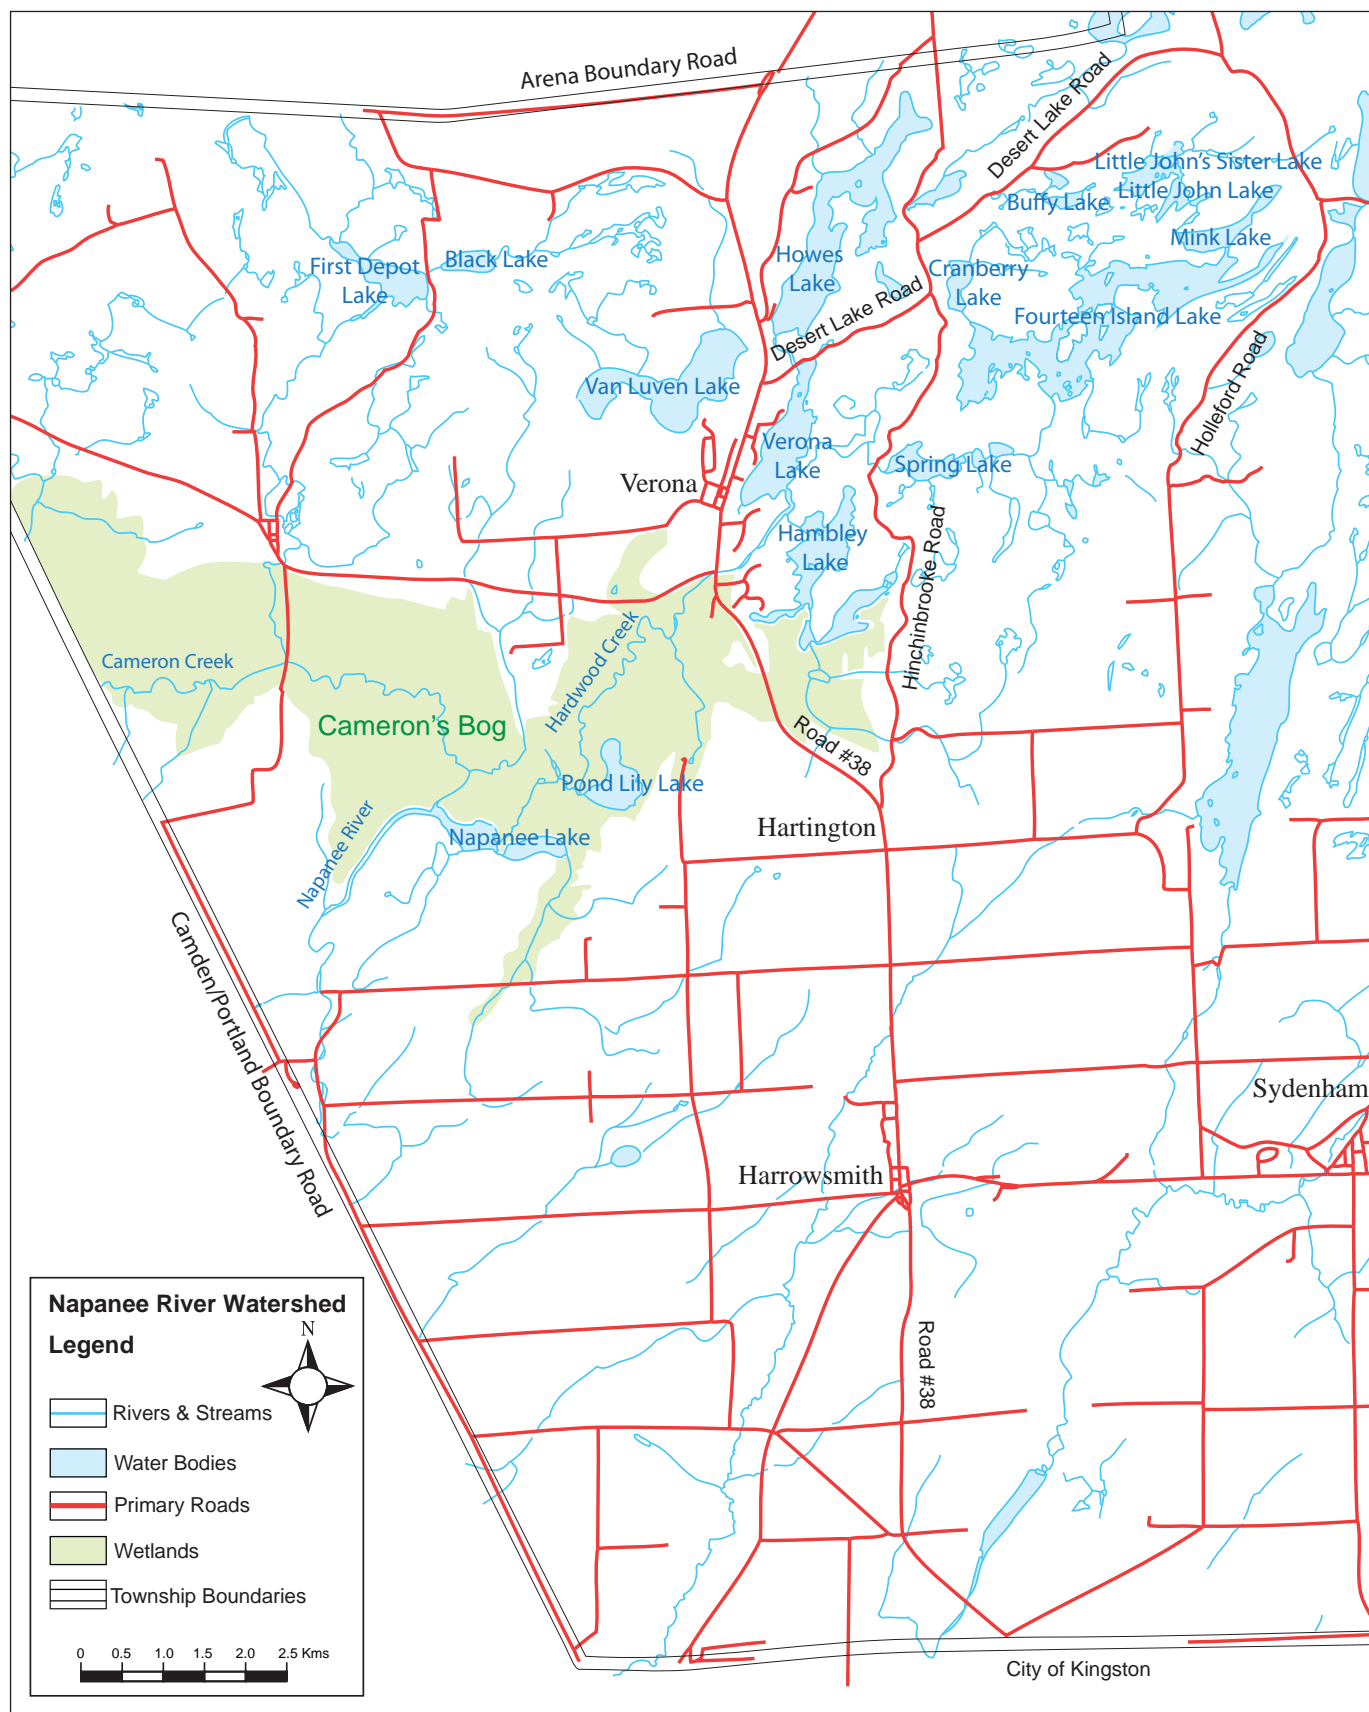 Arena Boundary Road
Desert Lake Road
Little John's Sister Lake
Little John Lake
Buffy Lake
Mink Lake
First Depot
Lake
Black Lake
Howes
Lake
Cranberry
Lake
Desert Lake Road
Fourteen Island Lake
Holleford Road
Van Luven Lake
Verona
Lake
Spring Lake
Verona
Hambley
Lake
Hinchinbrooke Road
Cameron Creek
Hardwood Creek
Cameron's Bog
Road #38
Pond Lily Lake
Napanee River
Napanee Lake
Hartington
Camden/Portland Boundary Road
Sydenham
Harrowsmith
Road #38
Napanee River Watershed
Legend
N
Rivers & Streams
Water Bodies
Primary Roads
Wetlands
Township Boundaries
0 0.5 1.0 1.5 2.0 2.5 Kms
City of Kingston